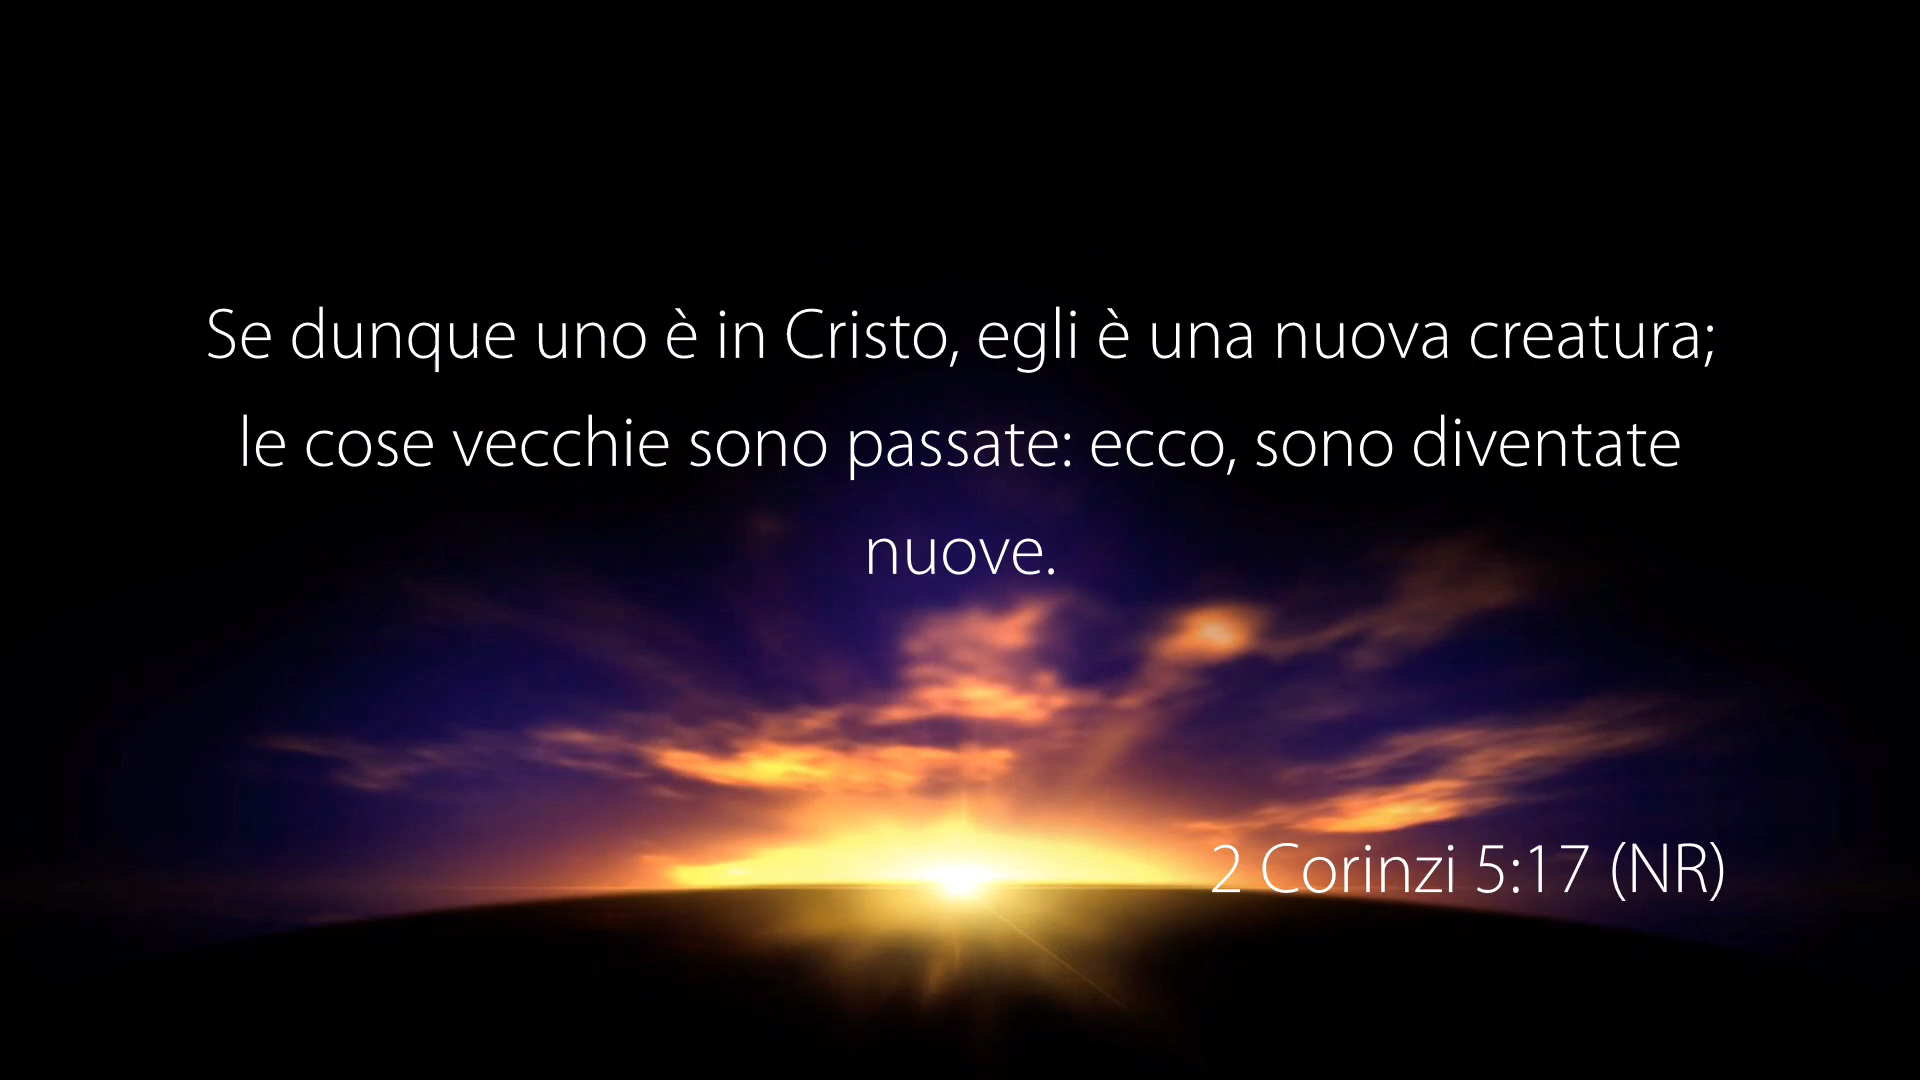 Se dunque uno è in Cristo, egli è una nuova creatura;
le cose vecchie sono passate: ecco, sono diventate
nuove.
2 Corinzi 5:17 (NR)